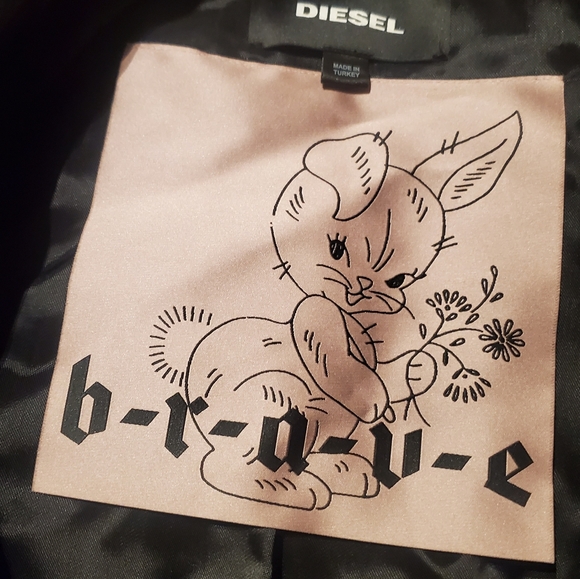 DIESEL
MADE IN
TURKEY
b-r-a-v-e